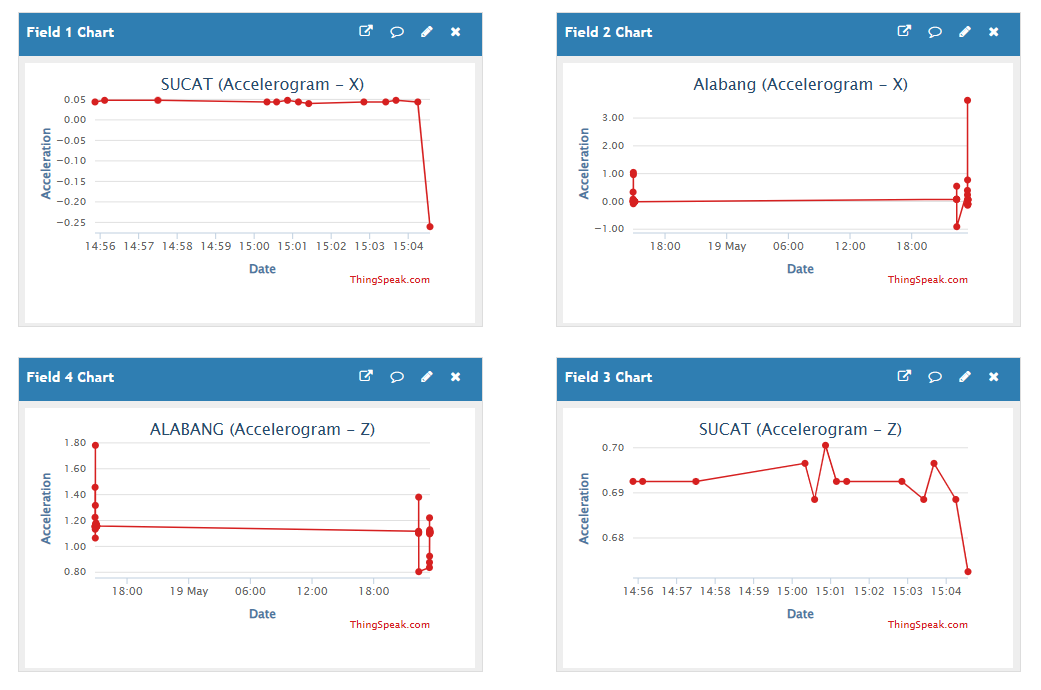 Field 1 Chart
SUCAT (Accelerogram - X)
Acceleration
0.05
0.00
-0.05
-0.10
-0.15
-0.20
-0.25
14:56 14:57 14:58 14:59 15:00 15:01 15:02 15:03 15:04
Date
ThingSpeak.com
Field 2 Chart
Alabang (Accelerogram - X)
Acceleration
3.00
2.00
1.00
0.00
-1.00
18:00 19 May 06:00 12:00 18:00
Date
ThingSpeak.com
Field 4 Chart
ALABANG (Accelerogram - Z)
Acceleration
1.80
1.60
1.40
1.20
1.00
0.80
18:00 19 May 06:00 12:00 18:00
Date
ThingSpeak.com
Field 3 Chart
SUCAT (Accelerogram - Z)
Acceleration
0.70
0.69
0.68
14:56 14:57 14:58 14:59 15:00 15:01 15:02 15:03 15:04
Date
ThingSpeak.com